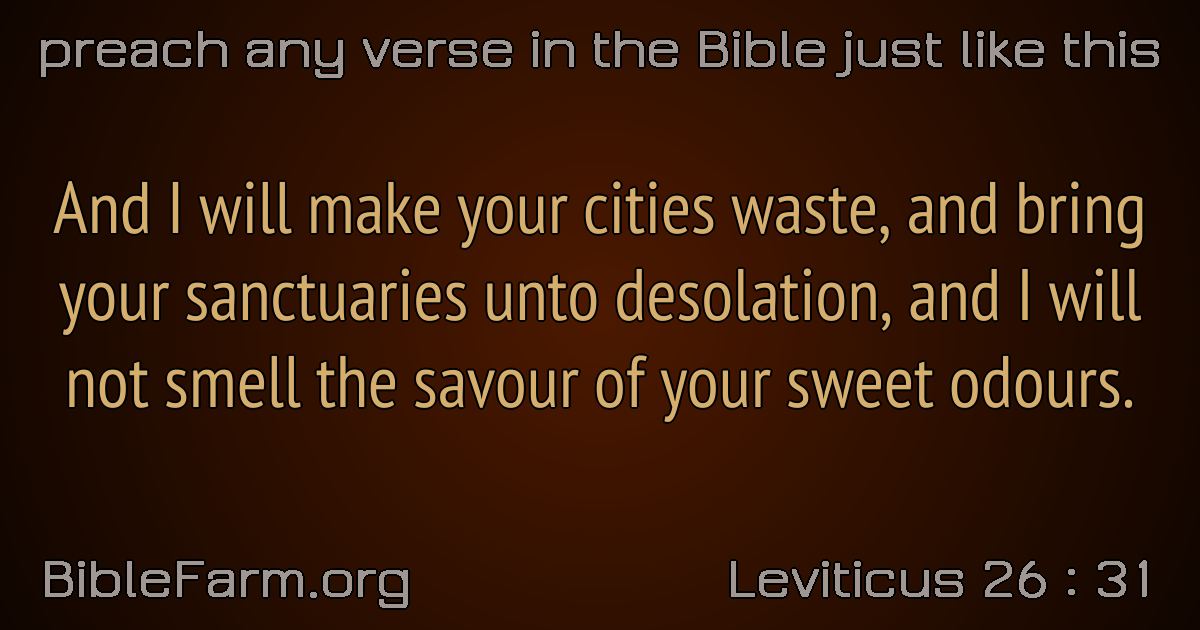 preach any verse in the Bible just like this
And I will make your cities waste, and bring
your sanctuaries unto desolation, and I will
not smell the savour of your sweet odours.
BibleFarm.org
Leviticus 26 : 31